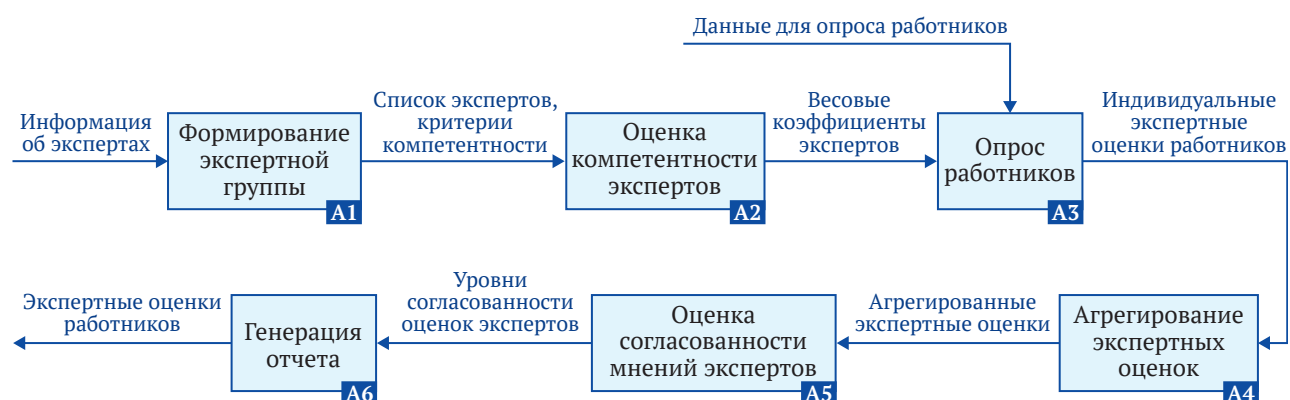 Данные для опроса работников
Информация
об экспертах
Формирование
экспертной
группы
A1
Список экспертов,
критерии
компетентности
Оценка
компетентности
экспертов
A2
Весовые
коэффициенты
экспертов
Опрос
работников
A3
Индивидуальные
экспертные
оценки работников
Экспертные оценки
работников
Генерация
отчета
A6
Уровни
согласованности
оценок экспертов
Оценка
согласованности
мнений экспертов
A5
Агрегированные
экспертные оценки
Агрегирование
экспертных
оценок
A4